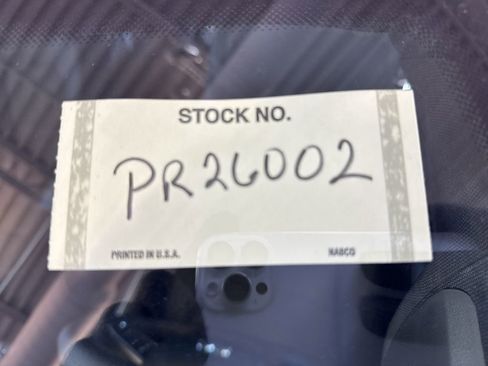 STOCK NO.
PR26002
PRINTED IN U.S.A. NABCO